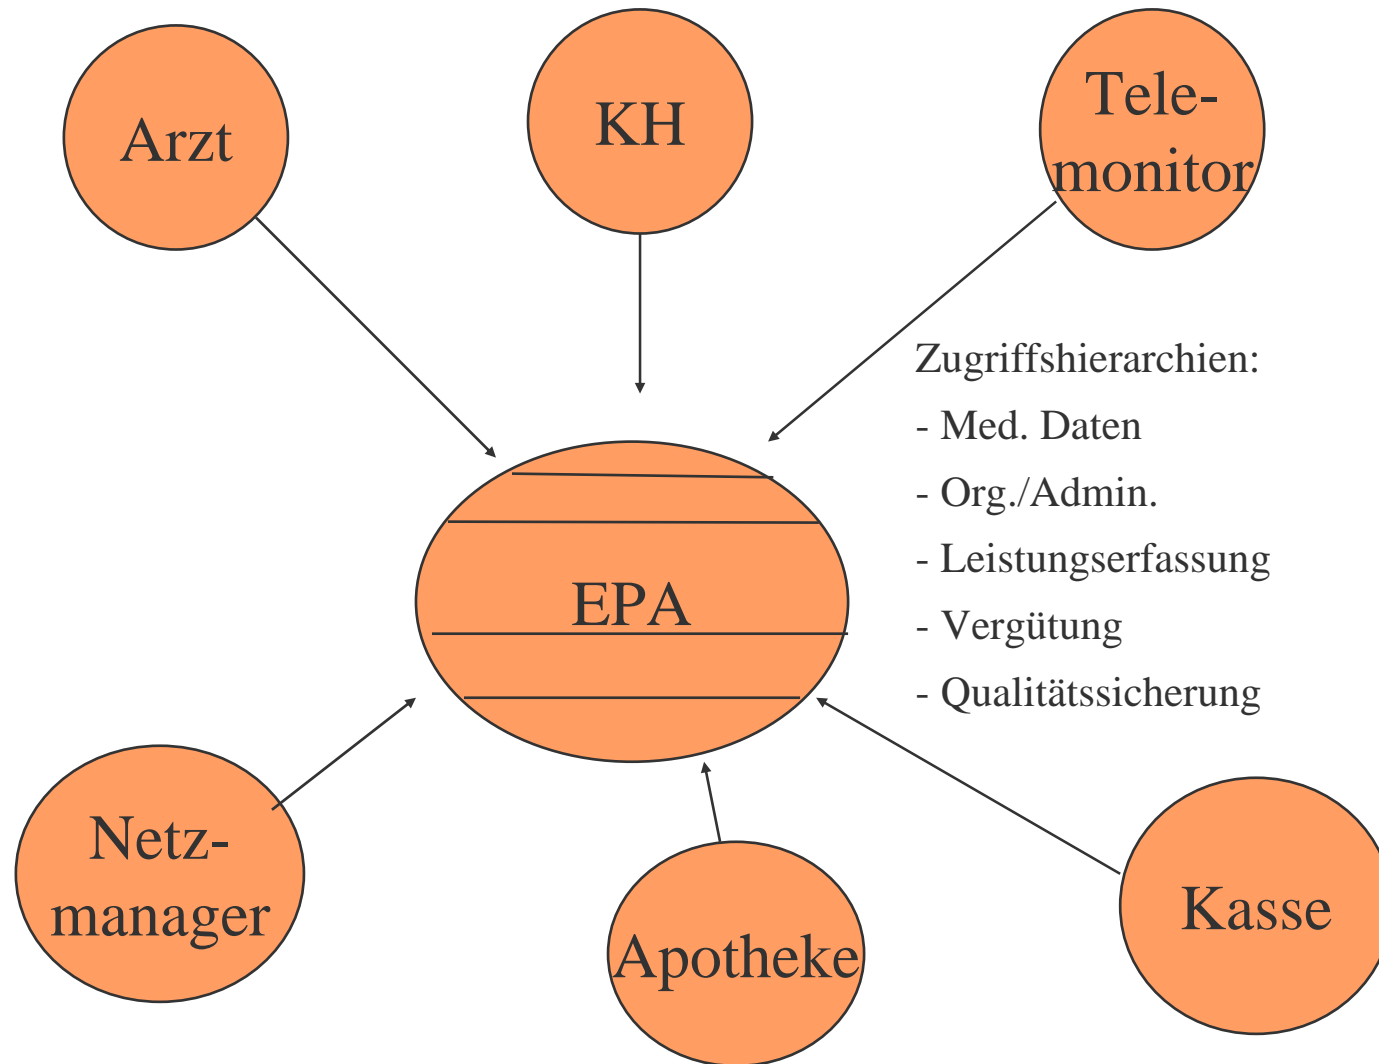 Arzt
KH
Tele-
monitor
Zugriffshierarchien:
- Med. Daten
- Org./Admin.
- Leistungserfassung
- Vergütung
- Qualitätssicherung
EPA
Netz-
manager
Apotheke
Kasse